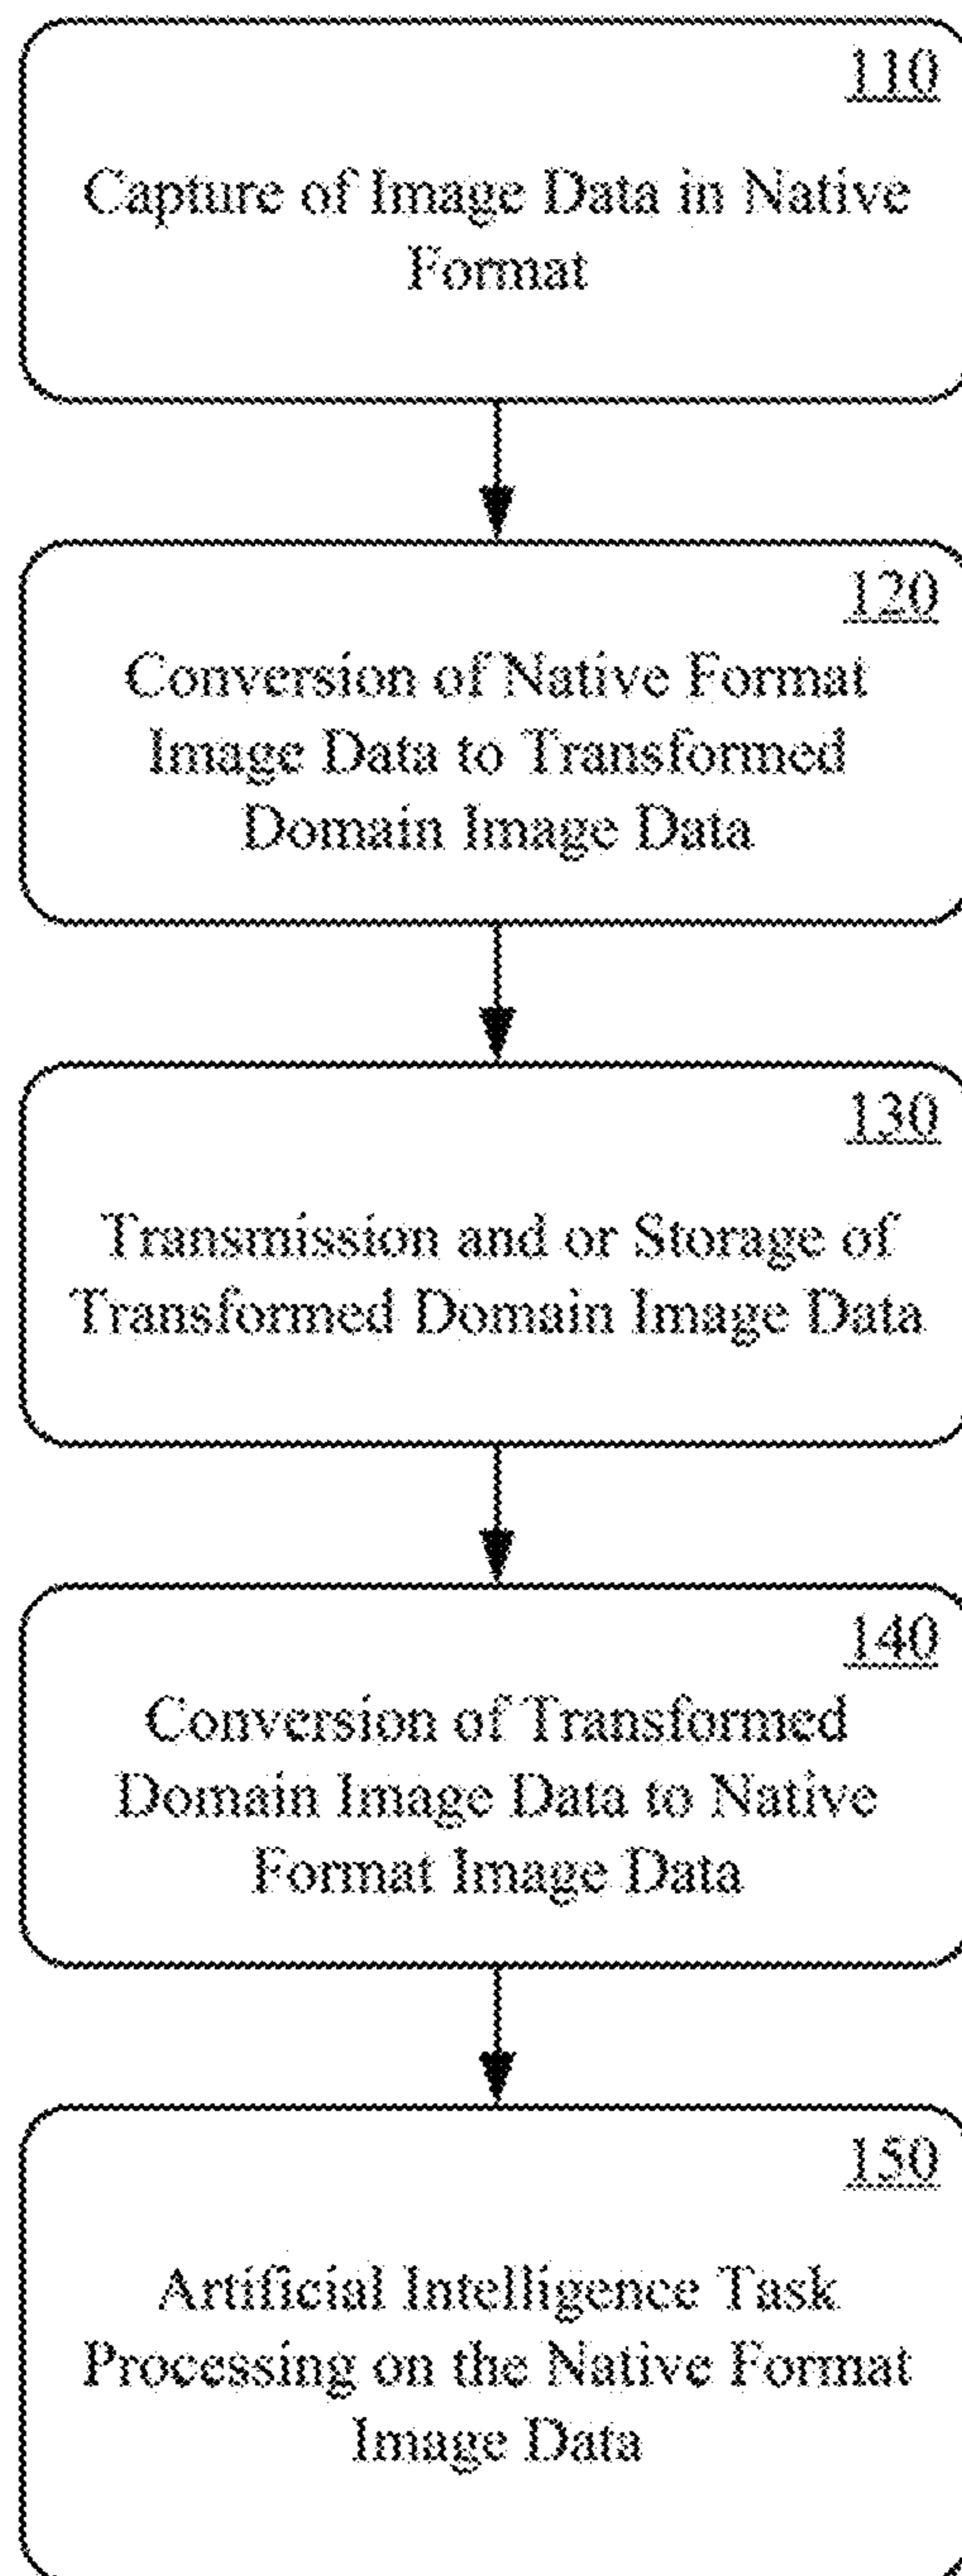 110
Capture of Image Data in Native
Format
120
Conversion of Native Format
Image Data to Transformed
Domain Image Data
130
Transmission and or Storage of
Transformed Domain Image Data
140
Conversion of Transformed
Domain Image Data to Native
Format Image Data
150
Artificial Intelligence Task
Processing on the Native Format
Image Data